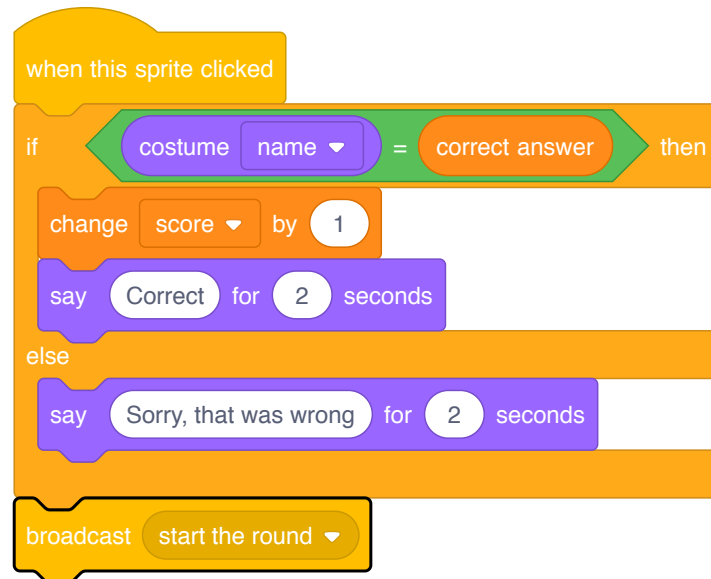 when this sprite clicked
if costume name = correct answer then
change score by 1
say Correct for 2 seconds
else
say Sorry, that was wrong for 2 seconds
broadcast start the round